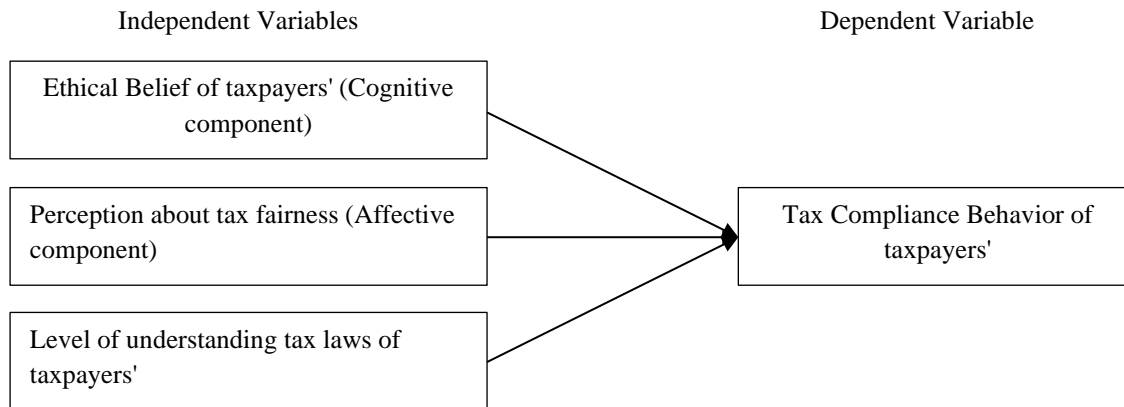 Independent Variables
Dependent Variable
Ethical Belief of taxpayers' (Cognitive
component)
Perception about tax fairness (Affective
component)
Tax Compliance Behavior of
taxpayers'
Level of understanding tax laws of
taxpayers'